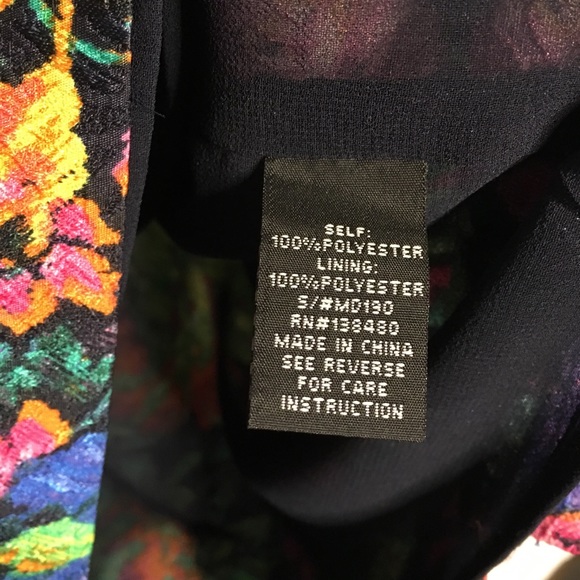 SELF:
100%POLYESTER
LINING:
100%POLYESTER
S/#MD190
RN#138480
MADE IN CHINA
SEE REVERSE
FOR CARE
INSTRUCTION